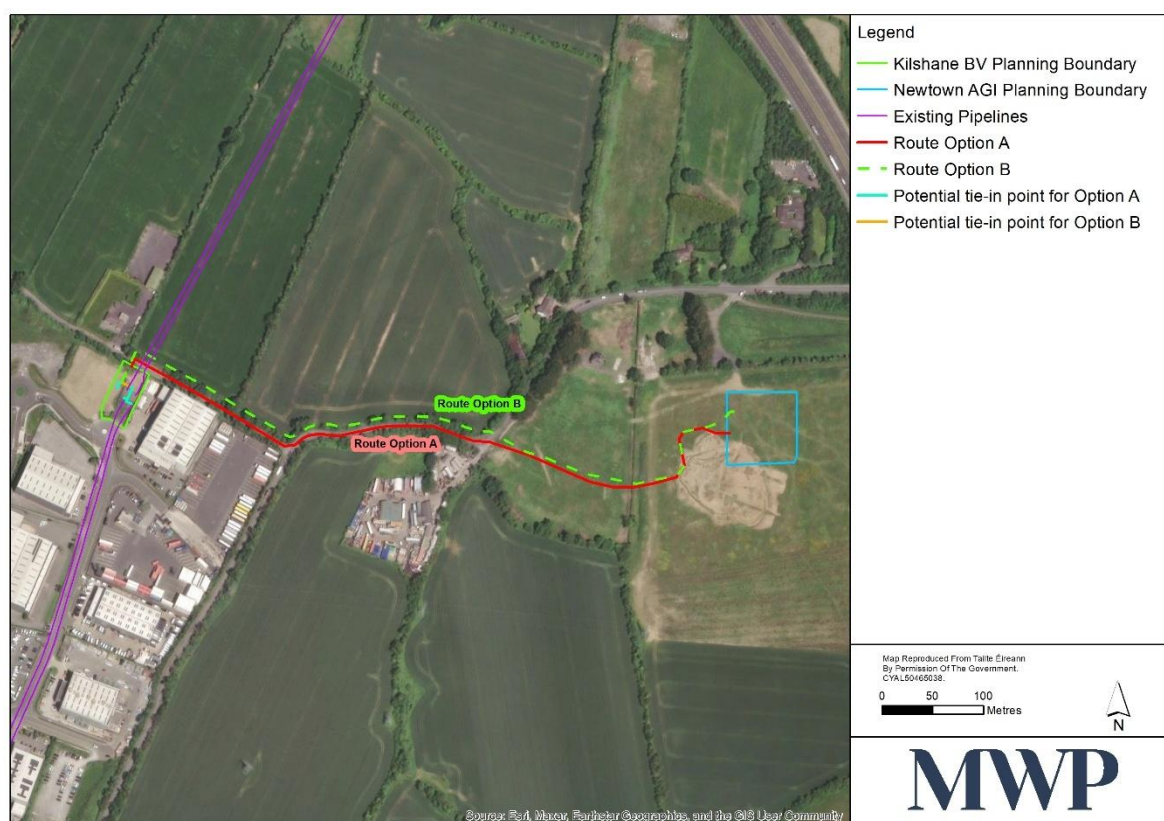 Legend
Kilshane BV Planning Boundary
Newtown AGI Planning Boundary
Existing Pipelines
Route Option A
Route Option B
Potential tie-in point for Option A
Potential tie-in point for Option B
Route Option B
Route Option A
Map Reproduced From Tailte Éireann
By Permission Of The Government.
CYAL50465038.
0 50 100
Metres
N
MWP
Source: Esri, Maxar, Earthstar Geographics, and the GIS User Community